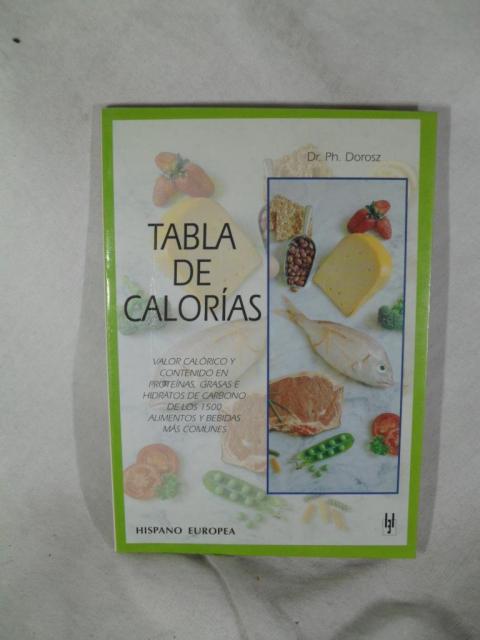 Dr. Ph. Dorosz
TABLA
DE
CALORÍAS
VALOR CALÓRICO Y
CONTENIDO EN
PROTEÍNAS, GRASAS E
HIDRATOS DE CARBONO
DE LOS 1500
ALIMENTOS Y BEBIDAS
MÁS COMUNES
HISPANO EUROPEA